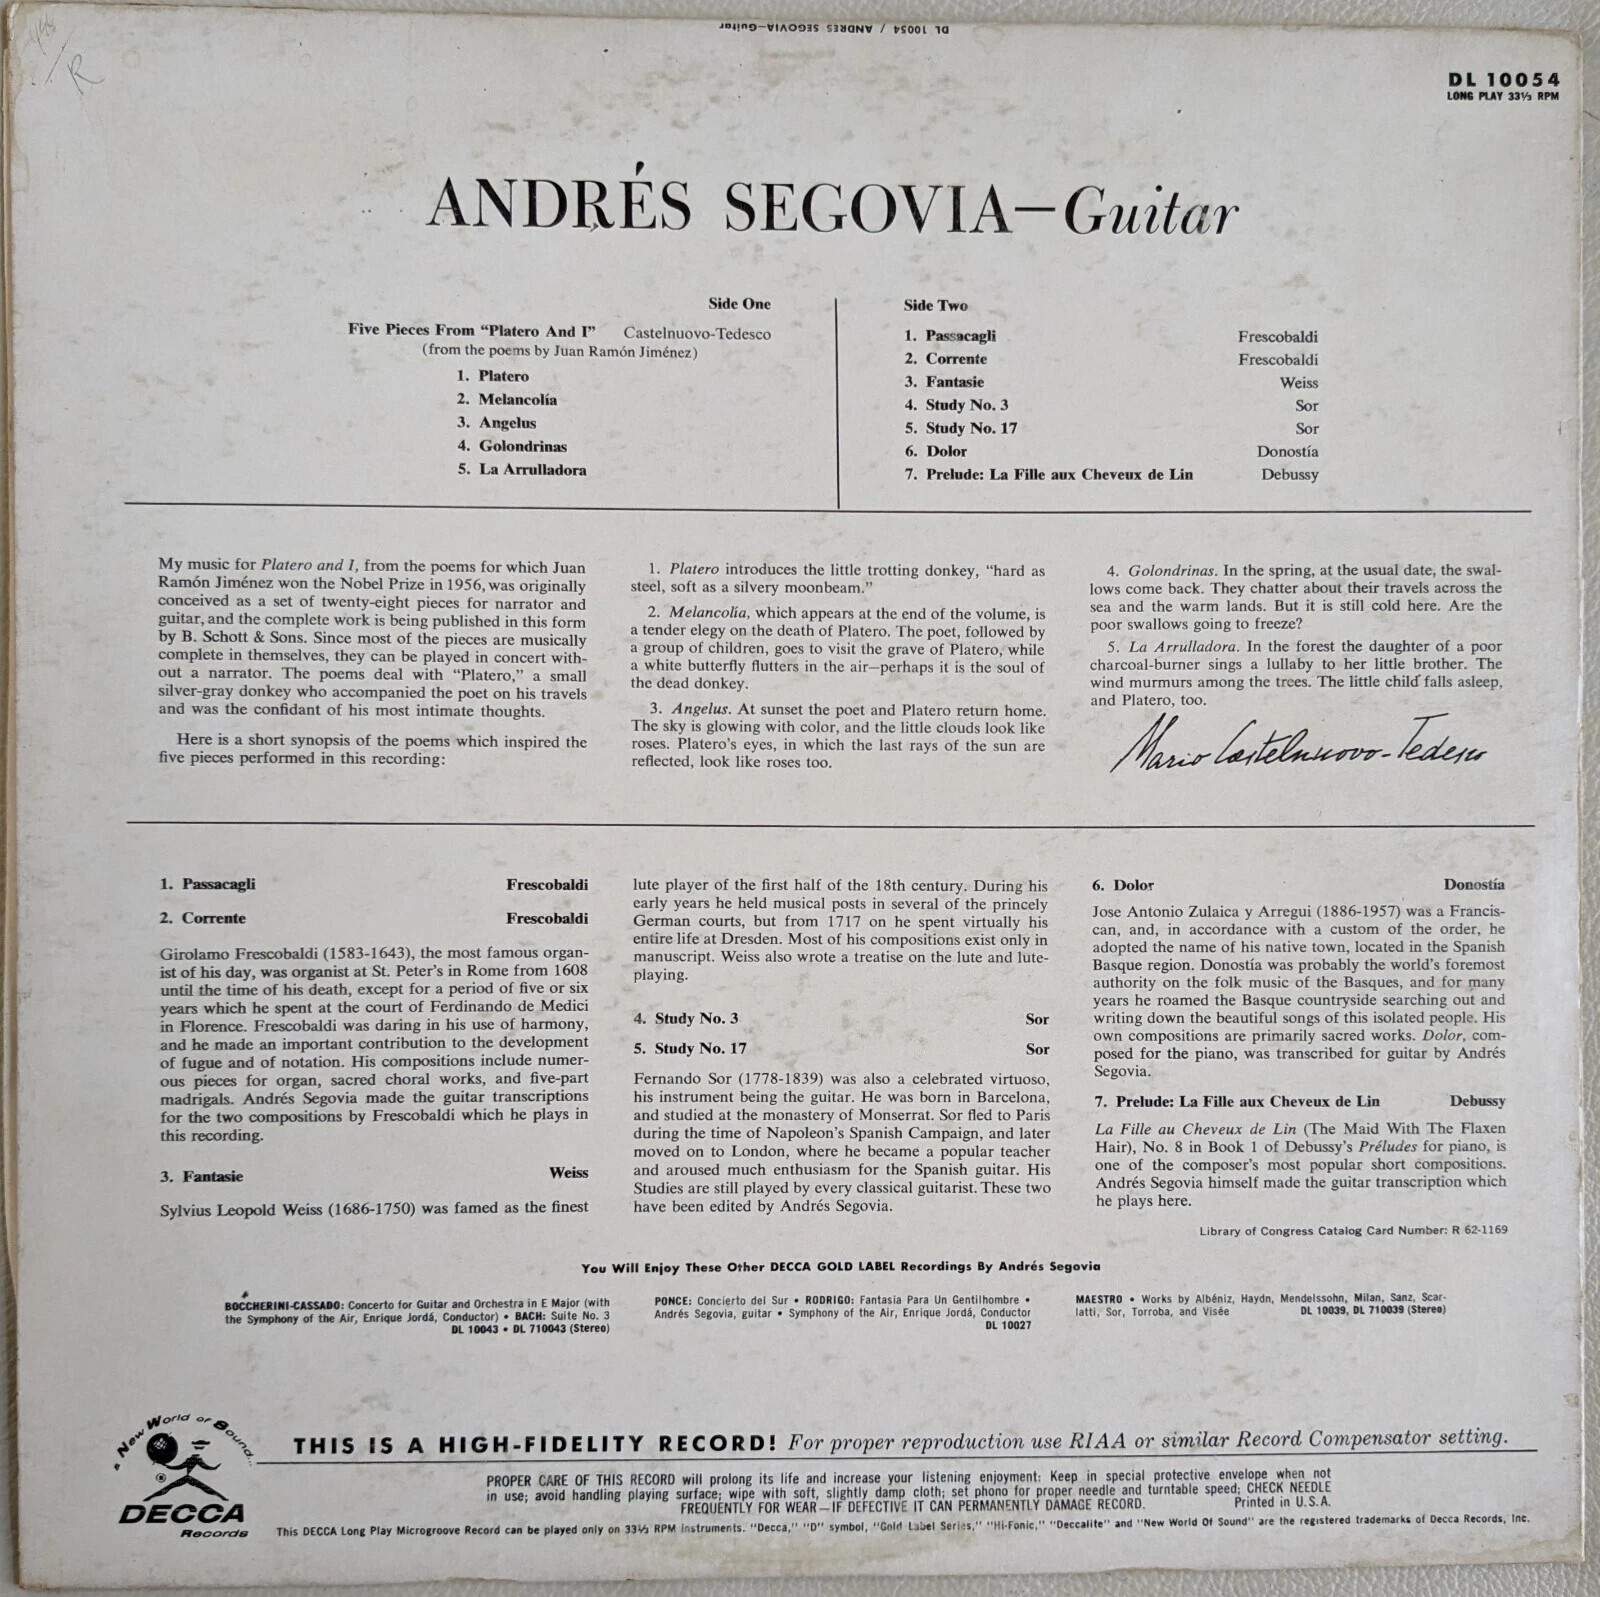 DL 10054 / ANDRES SEGOVIA—Guitar
R
DL 10054
LONG PLAY 33⅓ RPM
ANDRÉS SEGOVIA—Guitar
Side One
Five Pieces From “Platero And I” Castelnuovo-Tedesco
(from the poems by Juan Ramón Jiménez)
1. Platero
2. Melancolía
3. Angelus
4. Golondrinas
5. La Arrulladora
Side Two
1. Passacagli Frescobaldi
2. Corrente Frescobaldi
3. Fantasie Weiss
4. Study No. 3 Sor
5. Study No. 17 Sor
6. Dolor Donostía
7. Prelude: La Fille aux Cheveux de Lin Debussy
My music for Platero and I, from the poems for which Juan
Ramón Jiménez won the Nobel Prize in 1956, was originally
conceived as a set of twenty-eight pieces for narrator and
guitar, and the complete work is being published in this form
by B. Schott & Sons. Since most of the pieces are musically
complete in themselves, they can be played in concert with-
out a narrator. The poems deal with “Platero,” a small
silver-gray donkey who accompanied the poet on his travels
and was the confidant of his most intimate thoughts.
Here is a short synopsis of the poems which inspired the
five pieces performed in this recording:
1. Platero introduces the little trotting donkey, “hard as
steel, soft as a silvery moonbeam.”
2. Melancolía, which appears at the end of the volume, is
a tender elegy on the death of Platero. The poet, followed by
a group of children, goes to visit the grave of Platero, while
a white butterfly flutters in the air—perhaps it is the soul of
the dead donkey.
3. Angelus. At sunset the poet and Platero return home.
The sky is glowing with color, and the little clouds look like
roses. Platero's eyes, in which the last rays of the sun are
reflected, look like roses too.
4. Golondrinas. In the spring, at the usual date, the swal-
lows come back. They chatter about their travels across the
sea and the warm lands. But it is still cold here. Are the
poor swallows going to freeze?
5. La Arrulladora. In the forest the daughter of a poor
charcoal-burner sings a lullaby to her little brother. The
wind murmurs among the trees. The little child falls asleep,
and Platero, too.
Mario Castelnuovo-Tedesco
1. Passacagli Frescobaldi
2. Corrente Frescobaldi
Girolamo Frescobaldi (1583-1643), the most famous organ-
ist of his day, was organist at St. Peter's in Rome from 1608
until the time of his death, except for a period of five or six
years which he spent at the court of Ferdinando de Medici
in Florence. Frescobaldi was daring in his use of harmony,
and he made an important contribution to the development
of fugue and of notation. His compositions include numer-
ous pieces for organ, sacred choral works, and five-part
madrigals. Andrés Segovia made the guitar transcriptions
for the two compositions by Frescobaldi which he plays in
this recording.
3. Fantasie Weiss
Sylvius Leopold Weiss (1686-1750) was famed as the finest
lute player of the first half of the 18th century. During his
early years he held musical posts in several of the princely
German courts, but from 1717 on he spent virtually his
entire life at Dresden. Most of his compositions exist only in
manuscript. Weiss also wrote a treatise on the lute and lute-
playing.
4. Study No. 3 Sor
5. Study No. 17 Sor
Fernando Sor (1778-1839) was also a celebrated virtuoso,
his instrument being the guitar. He was born in Barcelona,
and studied at the monastery of Monserrat. Sor fled to Paris
during the time of Napoleon's Spanish Campaign, and later
moved on to London, where he became a popular teacher
and aroused much enthusiasm for the Spanish guitar. His
Studies are still played by every classical guitarist. These two
have been edited by Andrés Segovia.
6. Dolor Donostía
Jose Antonio Zulaica y Arregui (1886-1957) was a Francis-
can, and, in accordance with a custom of the order, he
adopted the name of his native town, located in the Spanish
Basque region. Donostía was probably the world's foremost
authority on the folk music of the Basques, and for many
years he roamed the Basque countryside searching out and
writing down the beautiful songs of this isolated people. His
own compositions are primarily sacred works. Dolor, com-
posed for the piano, was transcribed for guitar by Andrés
Segovia.
7. Prelude: La Fille aux Cheveux de Lin Debussy
La Fille au Cheveux de Lin (The Maid With The Flaxen
Hair), No. 8 in Book 1 of Debussy's Préludes for piano, is
one of the composer's most popular short compositions.
Andrés Segovia himself made the guitar transcription which
he plays here.
Library of Congress Catalog Card Number: R 62-1169
You Will Enjoy These Other DECCA GOLD LABEL Recordings By Andrés Segovia
BOCCHERINI-CASSADO: Concerto for Guitar and Orchestra in E Major (with
the Symphony of the Air, Enrique Jordá, Conductor) • BACH: Suite No. 3
DL 10043 • DL 710043 (Stereo)
PONCE: Concierto del Sur • RODRIGO: Fantasia Para Un Gentilhombre •
Andrés Segovia, guitar • Symphony of the Air, Enrique Jordá, Conductor
DL 10027
MAESTRO • Works by Albéniz, Haydn, Mendelssohn, Milan, Sanz, Scar-
latti, Sor, Torroba, and Visée DL 10039, DL 710039 (Stereo)
a New World of Sound
®
DECCA
Records
THIS IS A HIGH-FIDELITY RECORD! For proper reproduction use RIAA or similar Record Compensator setting.
PROPER CARE OF THIS RECORD will prolong its life and increase your listening enjoyment: Keep in special protective envelope when not
in use; avoid handling playing surface; wipe with soft, slightly damp cloth; set phono for proper needle and turntable speed; CHECK NEEDLE
FREQUENTLY FOR WEAR—IF DEFECTIVE IT CAN PERMANENTLY DAMAGE RECORD. Printed in U.S.A.
This DECCA Long Play Microgroove Record can be played only on 33⅓ RPM instruments. "Decca," "D" symbol, "Gold Label Series," "Hi-Fonic," "Deccalite" and "New World Of Sound" are the registered trademarks of Decca Records, Inc.